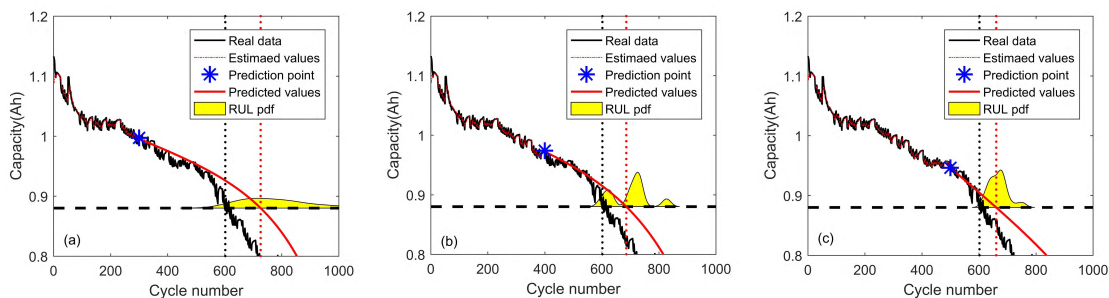 1.2
1.1
1
0.9
0.8
Capacity(Ah)
Real data
Estimaed values
Prediction point
Predicted values
RUL pdf
(a)
0 200 400 600 800 1000
Cycle number
1.2
1.1
1
0.9
0.8
Capacity(Ah)
Real data
Estimaed values
Prediction point
Predicted values
RUL pdf
(b)
0 200 400 600 800 1000
Cycle number
1.2
1.1
1
0.9
0.8
Capacity(Ah)
Real data
Estimaed values
Prediction point
Predicted values
RUL pdf
(c)
0 200 400 600 800 1000
Cycle number